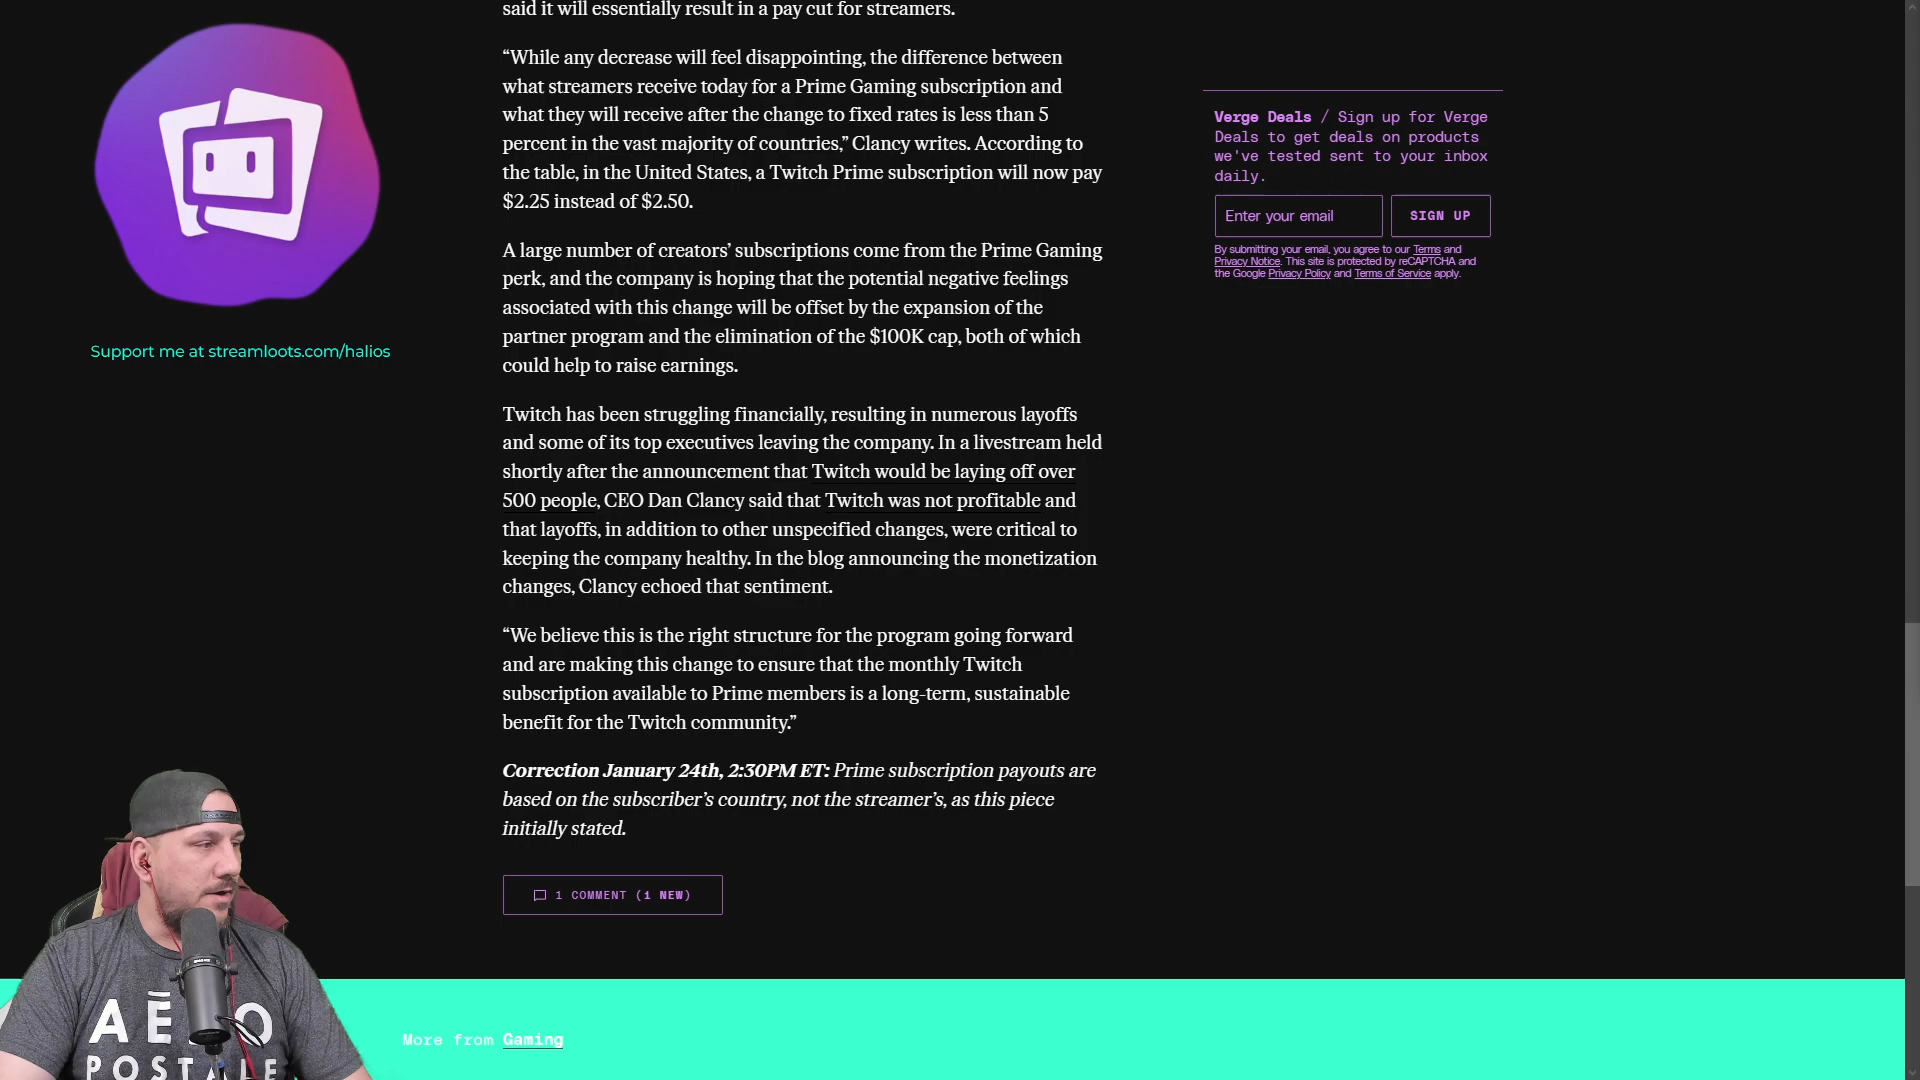 said it will essentially result in a pay cut for streamers.
“While any decrease will feel disappointing, the difference between
what streamers receive today for a Prime Gaming subscription and
what they will receive after the change to fixed rates is less than 5
percent in the vast majority of countries,” Clancy writes. According to
the table, in the United States, a Twitch Prime subscription will now pay
$2.25 instead of $2.50.
A large number of creators’ subscriptions come from the Prime Gaming
perk, and the company is hoping that the potential negative feelings
associated with this change will be offset by the expansion of the
partner program and the elimination of the $100K cap, both of which
could help to raise earnings.
Twitch has been struggling financially, resulting in numerous layoffs
and some of its top executives leaving the company. In a livestream held
shortly after the announcement that Twitch would be laying off over
500 people, CEO Dan Clancy said that Twitch was not profitable and
that layoffs, in addition to other unspecified changes, were critical to
keeping the company healthy. In the blog announcing the monetization
changes, Clancy echoed that sentiment.
“We believe this is the right structure for the program going forward
and are making this change to ensure that the monthly Twitch
subscription available to Prime members is a long-term, sustainable
benefit for the Twitch community.”
Correction January 24th, 2:30PM ET: Prime subscription payouts are
based on the subscriber’s country, not the streamer’s, as this piece
initially stated.
1 COMMENT (1 NEW)
More from Gaming
Verge Deals / Sign up for Verge
Deals to get deals on products
we've tested sent to your inbox
daily.
Enter your email
SIGN UP
By submitting your email, you agree to our Terms and
Privacy Notice. This site is protected by reCAPTCHA and
the Google Privacy Policy and Terms of Service apply.
Support me at streamloots.com/halios
POSTALE